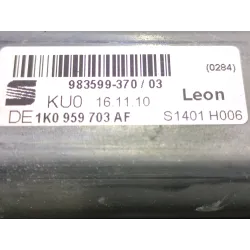 (0284)
983599-370 / 03
KU0 16.11.10 Leon
DE 1K0 959 703 AF S1401 H006